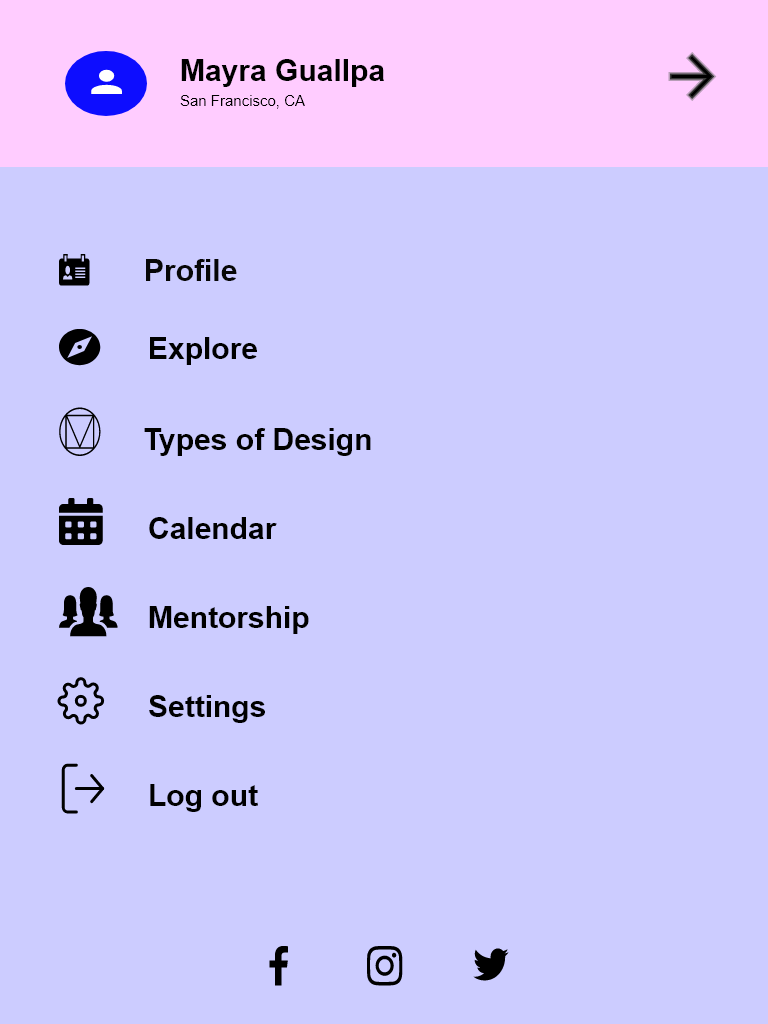 Mayra Guallpa
San Francisco, CA
Profile
Explore
Types of Design
Calendar
Mentorship
Settings
Log out